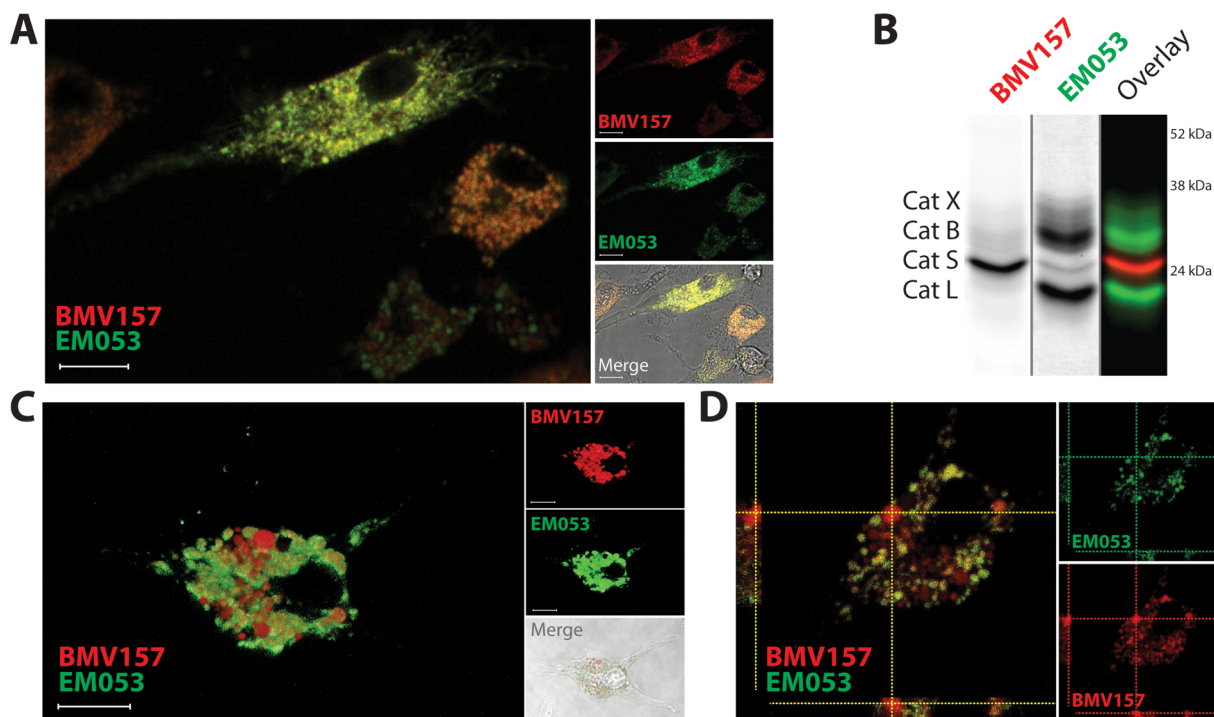 A
BMV157
EM053
BMV157
EM053
Merge
B
BMV157
EM053
Overlay
52 kDa
38 kDa
24 kDa
Cat X
Cat B
Cat S
Cat L
C
BMV157
EM053
BMV157
EM053
Merge
D
BMV157
EM053
EM053
BMV157